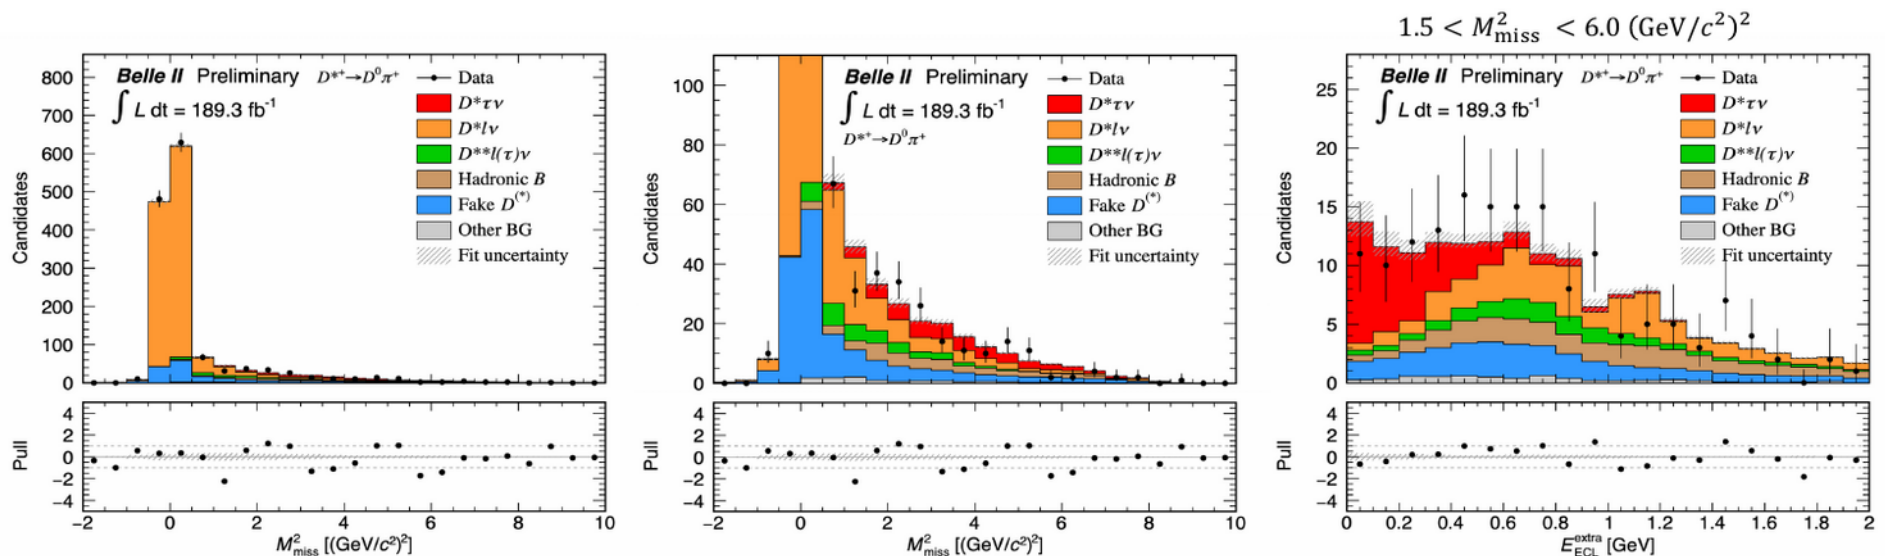 1.5 < M²_miss < 6.0 (GeV/c²)²
Belle II Preliminary D*⁺→D⁰π⁺
∫ L dt = 189.3 fb⁻¹
Data
D*τν
D*lν
D**l(τ)ν
Hadronic B
Fake D⁽*⁾
Other BG
Fit uncertainty
Candidates
800
700
600
500
400
300
200
100
0
Pull
4
2
0
−2
−4
−2 0 2 4 6 8 10
M²_miss [(GeV/c²)²]
Belle II Preliminary
∫ L dt = 189.3 fb⁻¹
D*⁺→D⁰π⁺
Data
D*τν
D*lν
D**l(τ)ν
Hadronic B
Fake D⁽*⁾
Other BG
Fit uncertainty
Candidates
100
80
60
40
20
0
Pull
4
2
0
−2
−4
−2 0 2 4 6 8 10
M²_miss [(GeV/c²)²]
Belle II Preliminary D*⁺→D⁰π⁺
∫ L dt = 189.3 fb⁻¹
Data
D*τν
D*lν
D**l(τ)ν
Hadronic B
Fake D⁽*⁾
Other BG
Fit uncertainty
Candidates
25
20
15
10
5
0
Pull
4
2
0
−2
−4
0 0.2 0.4 0.6 0.8 1 1.2 1.4 1.6 1.8 2
E^extra_ECL [GeV]